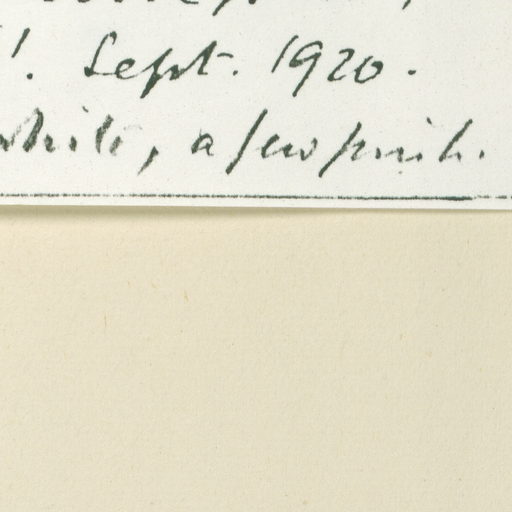 '. Sept. 1920.
white, a few pink.